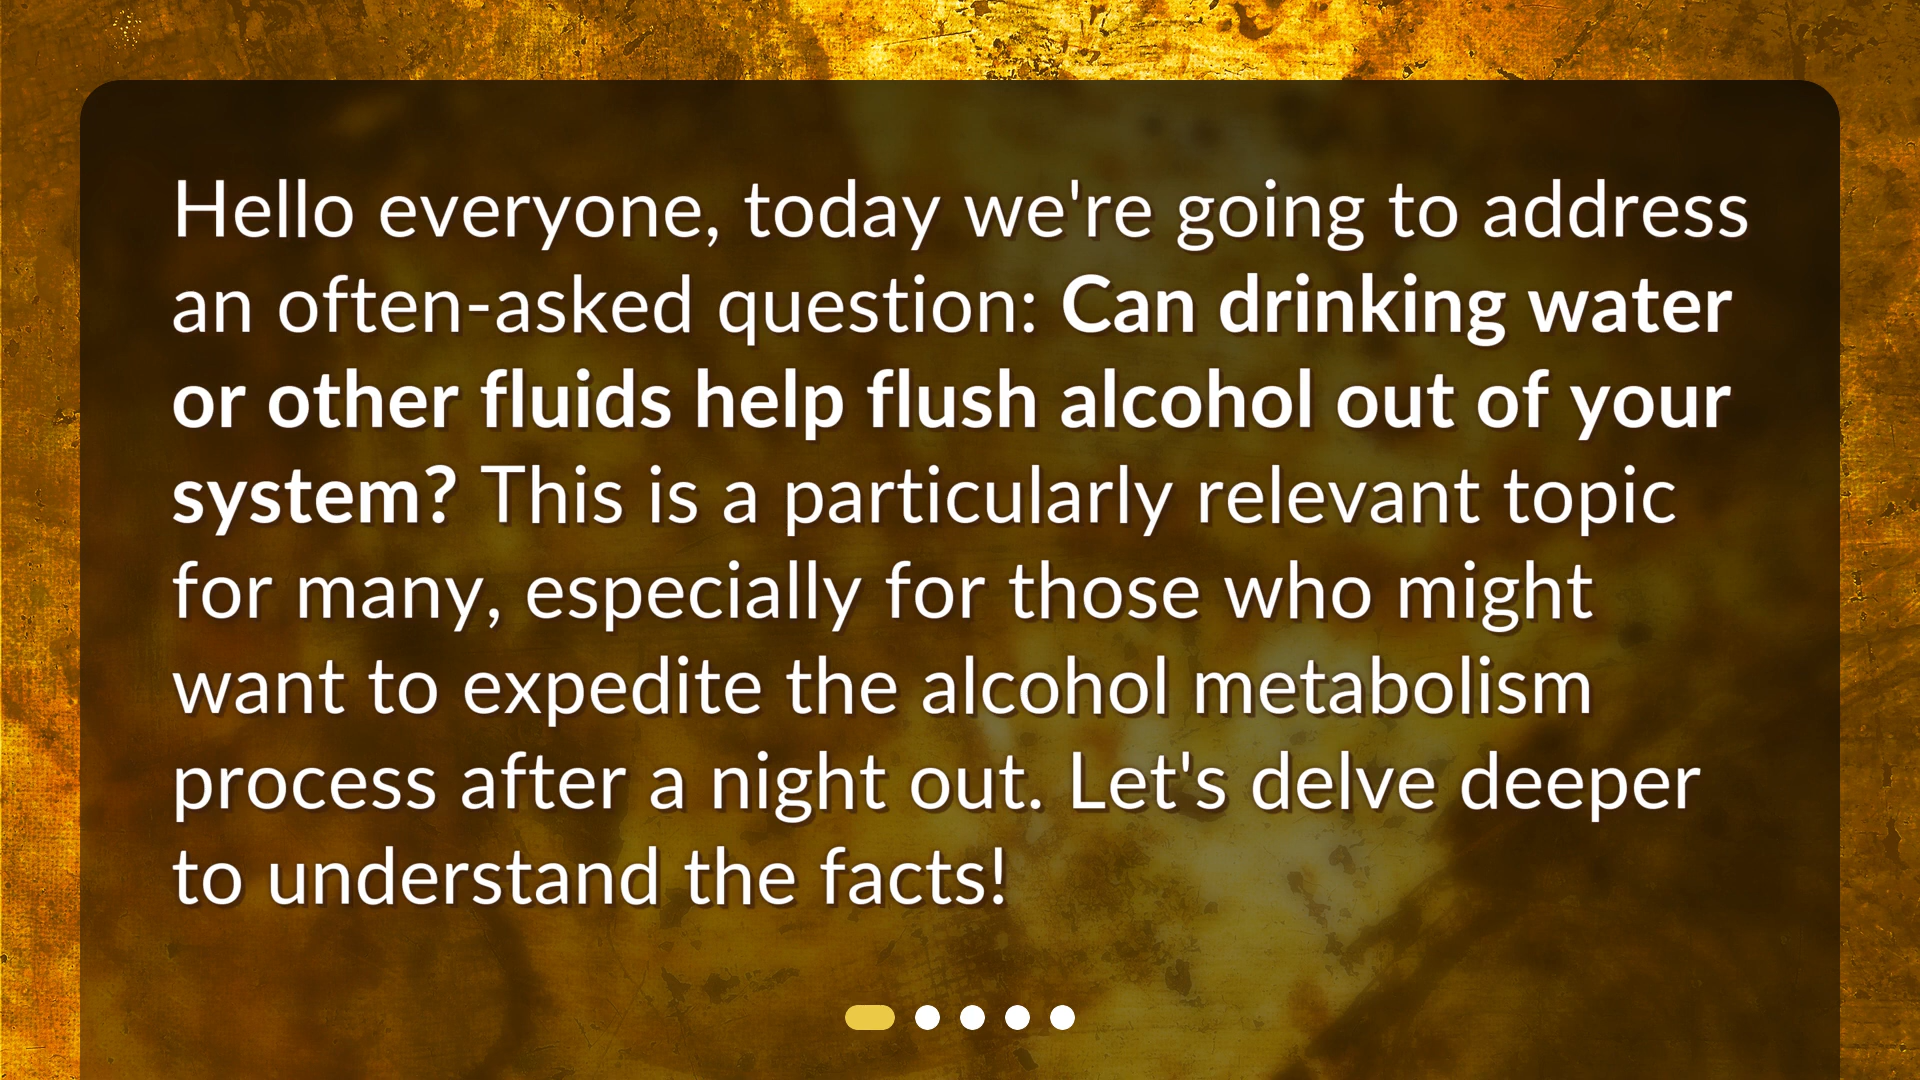 Hello everyone, today we're going to address
an often-asked question: Can drinking water
or other fluids help flush alcohol out of your
system? This is a particularly relevant topic
for many, especially for those who might
want to expedite the alcohol metabolism
process after a night out. Let's delve deeper
to understand the facts!